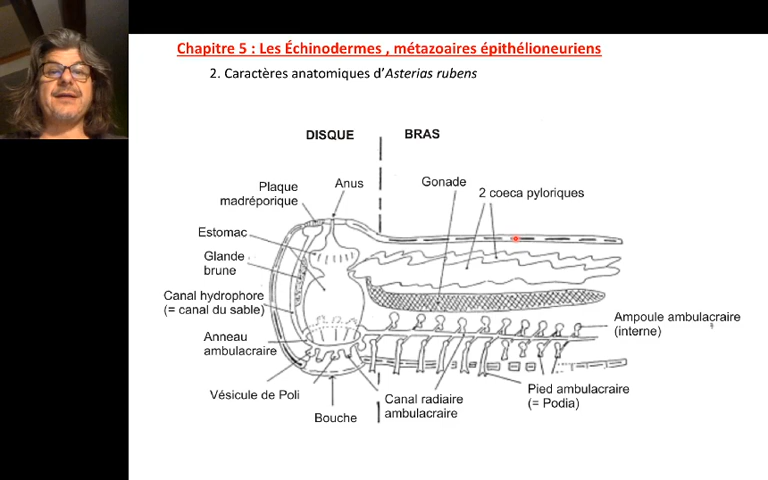 Chapitre 5 : Les Échinodermes , métazoaires épithélioneuriens
2. Caractères anatomiques d'Asterias rubens
DISQUE
BRAS
Plaque
madréporique
Anus
Gonade
2 coeca pyloriques
Estomac
Glande
brune
Canal hydrophore
(= canal du sable)
Ampoule ambulacraire
(interne)
Anneau
ambulacraire
Vésicule de Poli
Bouche
Canal radiaire
ambulacraire
Pied ambulacraire
(= Podia)